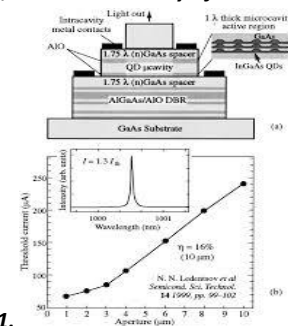 Light out
Intracavity
metal contacts
1 λ thick microcavity
active region
GaAs
AlO
1.75 λ (n)GaAs spacer
QD μcavity
1.75 λ (n)GaAs spacer
InGaAs QDs
AlGaAs/AlO DBR
GaAs Substrate
(a)
Threshold current (μA)
250
200
150
100
50
Intensity (arb. units)
I = 1.3 Ith
1000 1001
Wavelength (nm)
η = 16%
(10 μm)
N. N. Ledentsov et al
Semicond. Sci. Technol.
14 1999, pp. 99–102
(b)
0 1 2 3 4 5 6 7 8 9 10
Aperture (μm)
1.